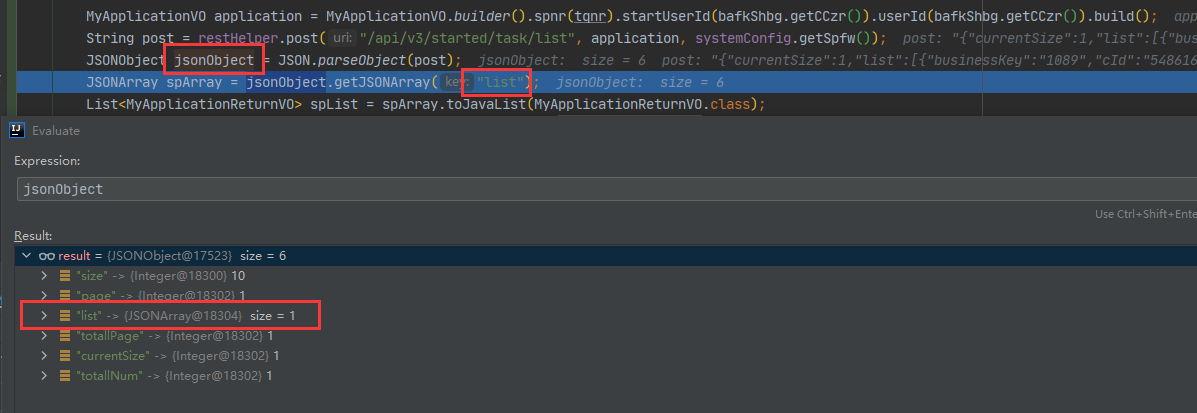 MyApplicationVO application = MyApplicationVO.builder().spnr(tqnr).startUserId(bafkShbg.getCCzr()).userId(bafkShbg.getCCzr()).build(); app
String post = restHelper.post( uri: "/api/v3/started/task/list", application, systemConfig.getSpfw()); post: "{"currentSize":1,"list":[{"bus
JSONObject jsonObject = JSON.parseObject(post); jsonObject: size = 6 post: "{"currentSize":1,"list":[{"businessKey":"1089","cId":"548616
JSONArray spArray = jsonObject.getJSONArray( key: "list"); jsonObject: size = 6
List<MyApplicationReturnVO> spList = spArray.toJavaList(MyApplicationReturnVO.class);
IJ Evaluate
Expression:
jsonObject
Use Ctrl+Shift+Ente
Result:
result = {JSONObject@17523} size = 6
"size" -> {Integer@18300} 10
"page" -> {Integer@18302} 1
"list" -> {JSONArray@18304} size = 1
"totallPage" -> {Integer@18302} 1
"currentSize" -> {Integer@18302} 1
"totallNum" -> {Integer@18302} 1